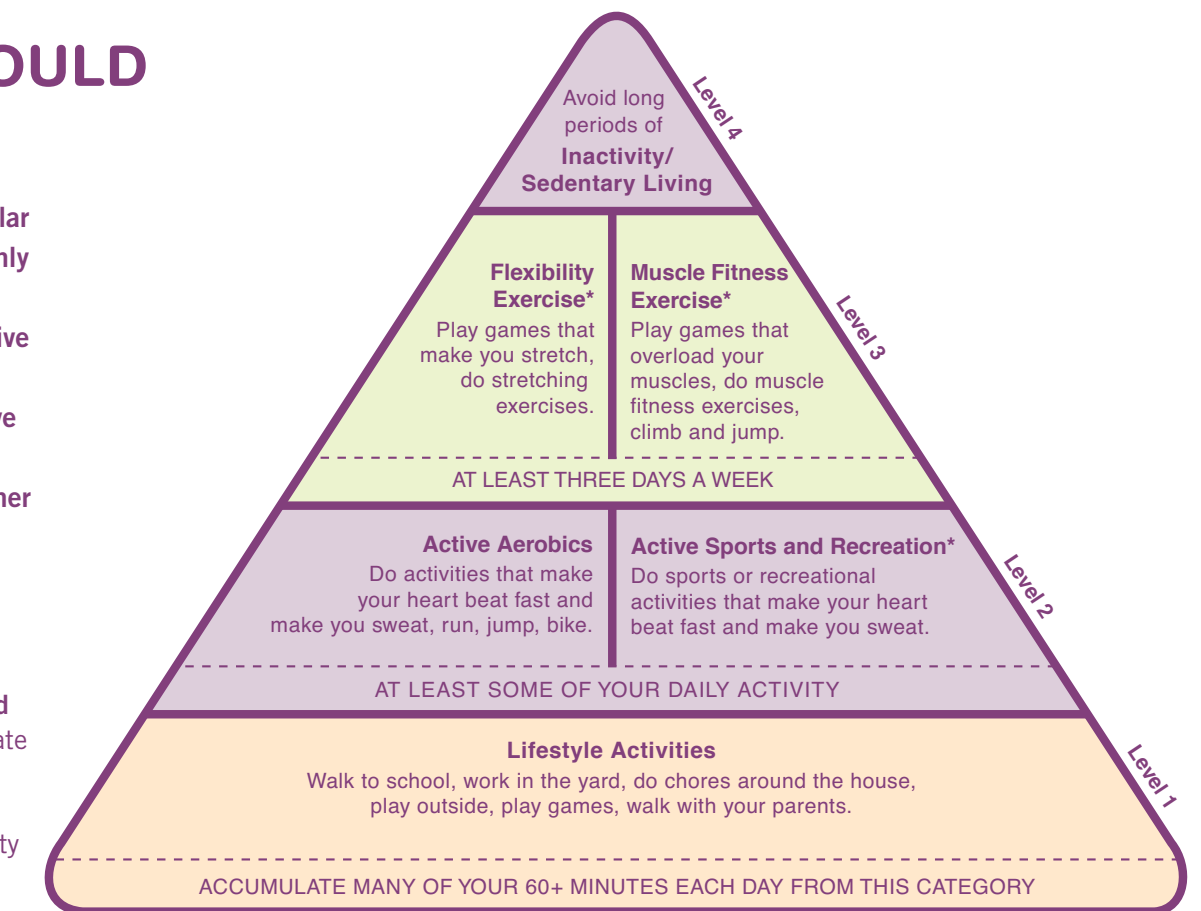 OULD
lar
nly
ive
ve
ner
d
ate
ty
Level 4
Avoid long
periods of
Inactivity/
Sedentary Living
Level 3
Flexibility
Exercise*
Play games that
make you stretch,
do stretching
exercises.
Muscle Fitness
Exercise*
Play games that
overload your
muscles, do muscle
fitness exercises,
climb and jump.
AT LEAST THREE DAYS A WEEK
Level 2
Active Aerobics
Do activities that make
your heart beat fast and
make you sweat, run, jump, bike.
Active Sports and Recreation*
Do sports or recreational
activities that make your heart
beat fast and make you sweat.
AT LEAST SOME OF YOUR DAILY ACTIVITY
Level 1
Lifestyle Activities
Walk to school, work in the yard, do chores around the house,
play outside, play games, walk with your parents.
ACCUMULATE MANY OF YOUR 60+ MINUTES EACH DAY FROM THIS CATEGORY